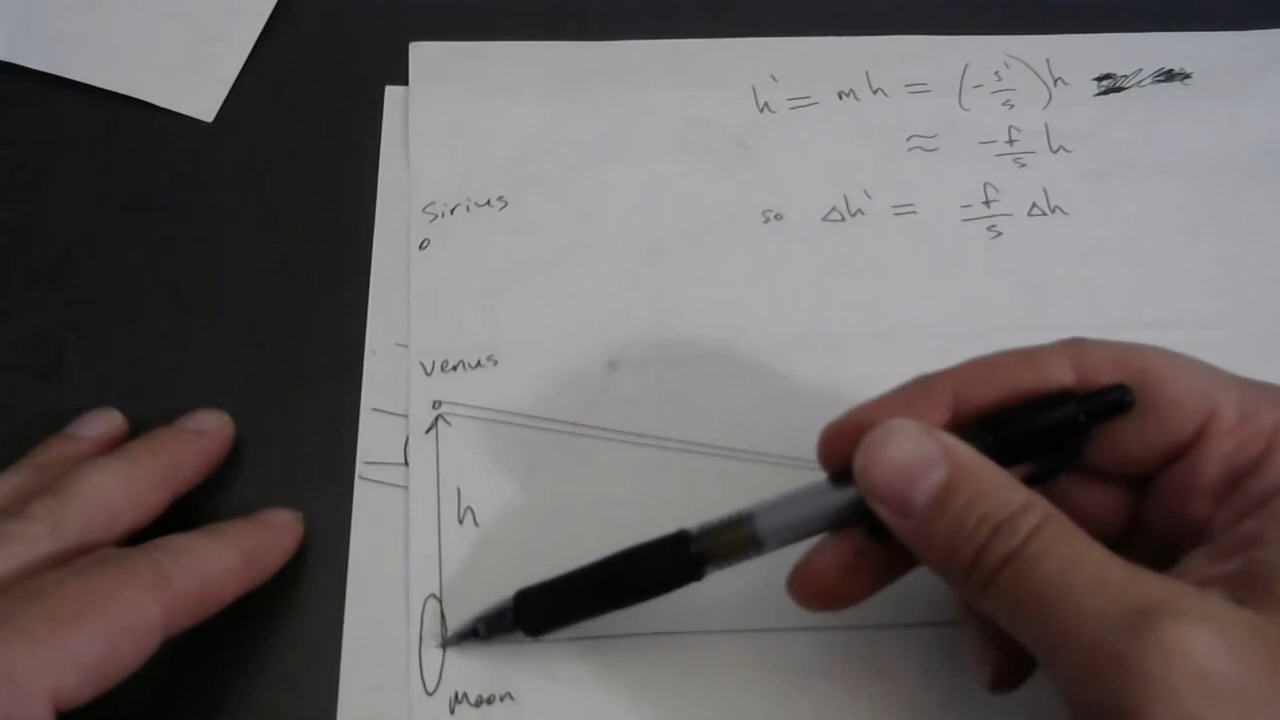 h' = mh = (-s'/s)h
≈ -f/s h
so Δh' = -f/s Δh
Sirius
Venus
h
Moon